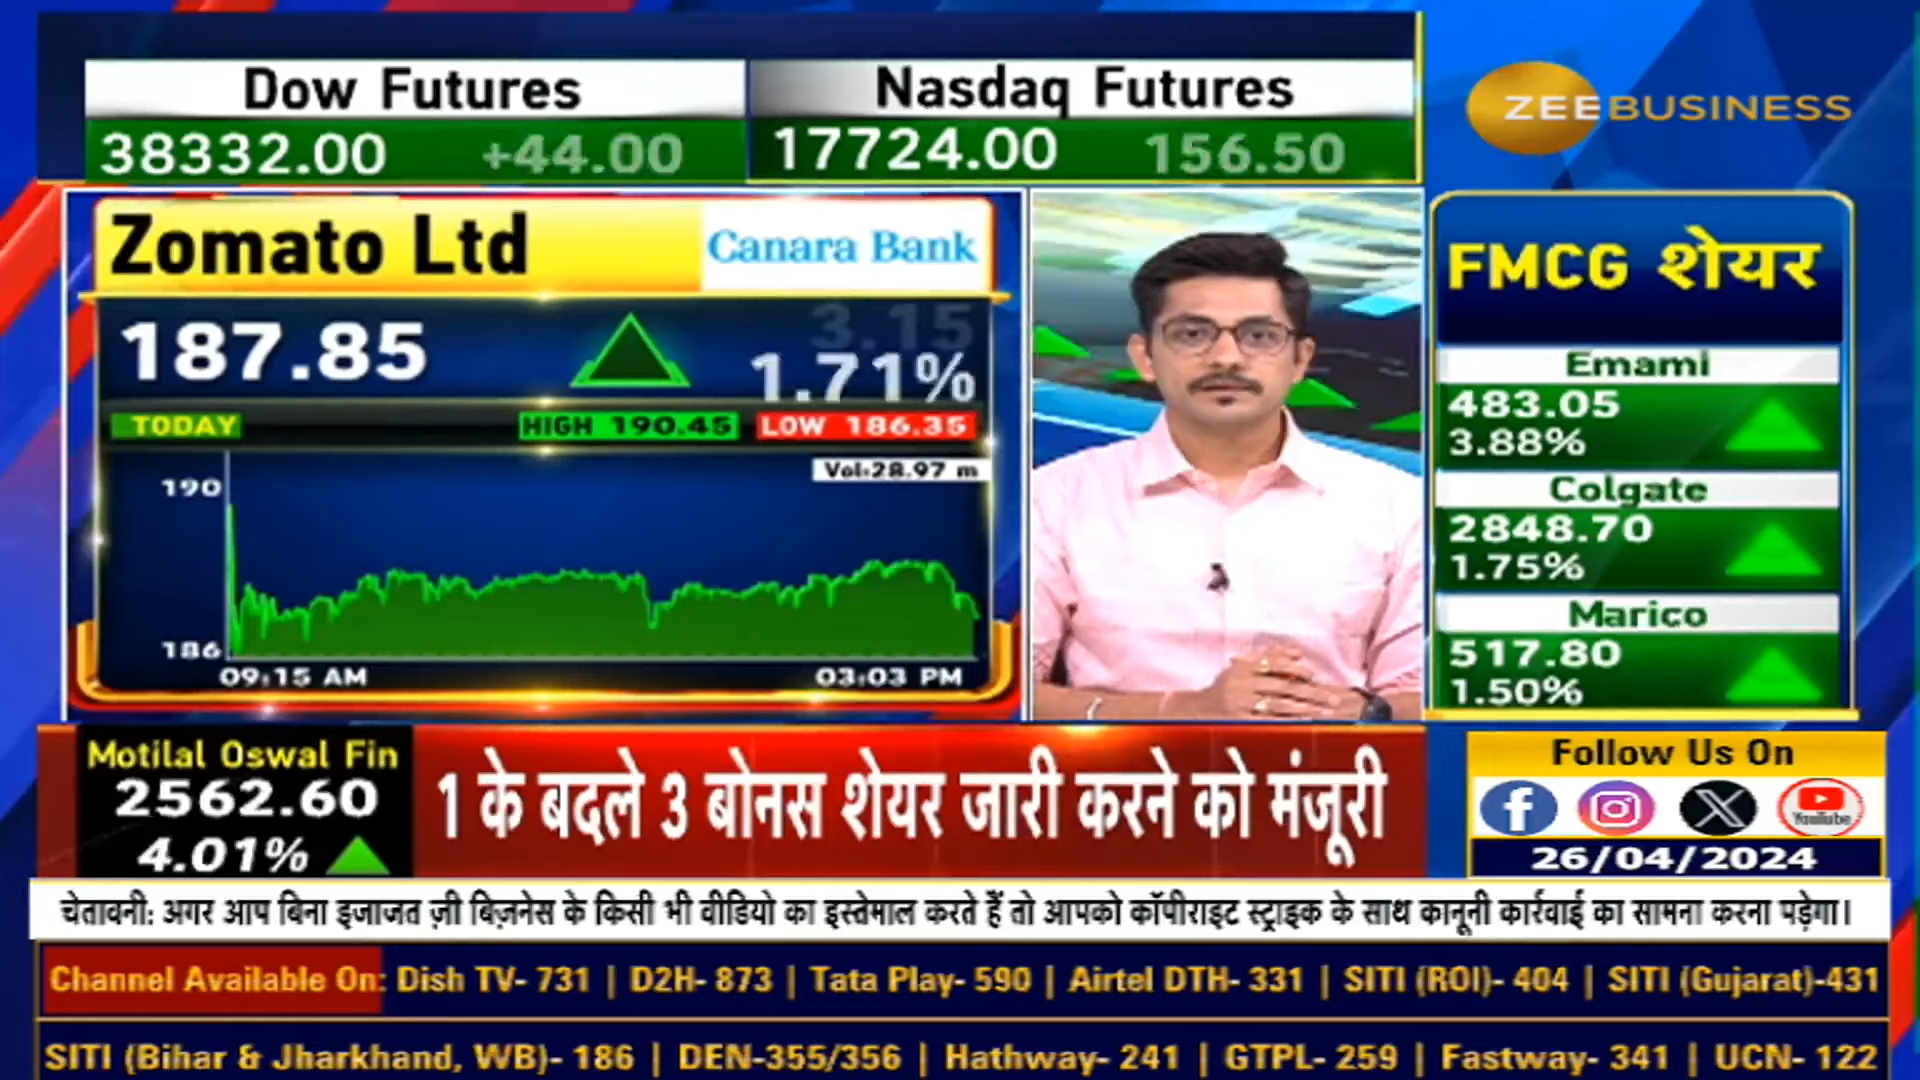 Dow Futures
38332.00 +44.00
Nasdaq Futures
17724.00 156.50
ZEEBUSINESS
Zomato Ltd
Canara Bank
187.85
3.15
1.71%
TODAY
HIGH 190.45
LOW 186.35
Vol:28.97 m
190
186
09:15 AM
03:03 PM
FMCG शेयर
Emami
483.05
3.88%
Colgate
2848.70
1.75%
Marico
517.80
1.50%
Motilal Oswal Fin
2562.60
4.01%
1 के बदले 3 बोनस शेयर जारी करने को मंजूरी
Follow Us On
YouTube
26/04/2024
चेतावनी: अगर आप बिना इजाजत ज़ी बिज़नेस के किसी भी वीडियो का इस्तेमाल करते हैं तो आपको कॉपीराइट स्ट्राइक के साथ कानूनी कार्रवाई का सामना करना पड़ेगा।
Channel Available On: Dish TV- 731 | D2H- 873 | Tata Play- 590 | Airtel DTH- 331 | SITI (ROI)- 404 | SITI (Gujarat)-431
SITI (Bihar & Jharkhand, WB)- 186 | DEN-355/356 | Hathway- 241 | GTPL- 259 | Fastway- 341 | UCN- 122